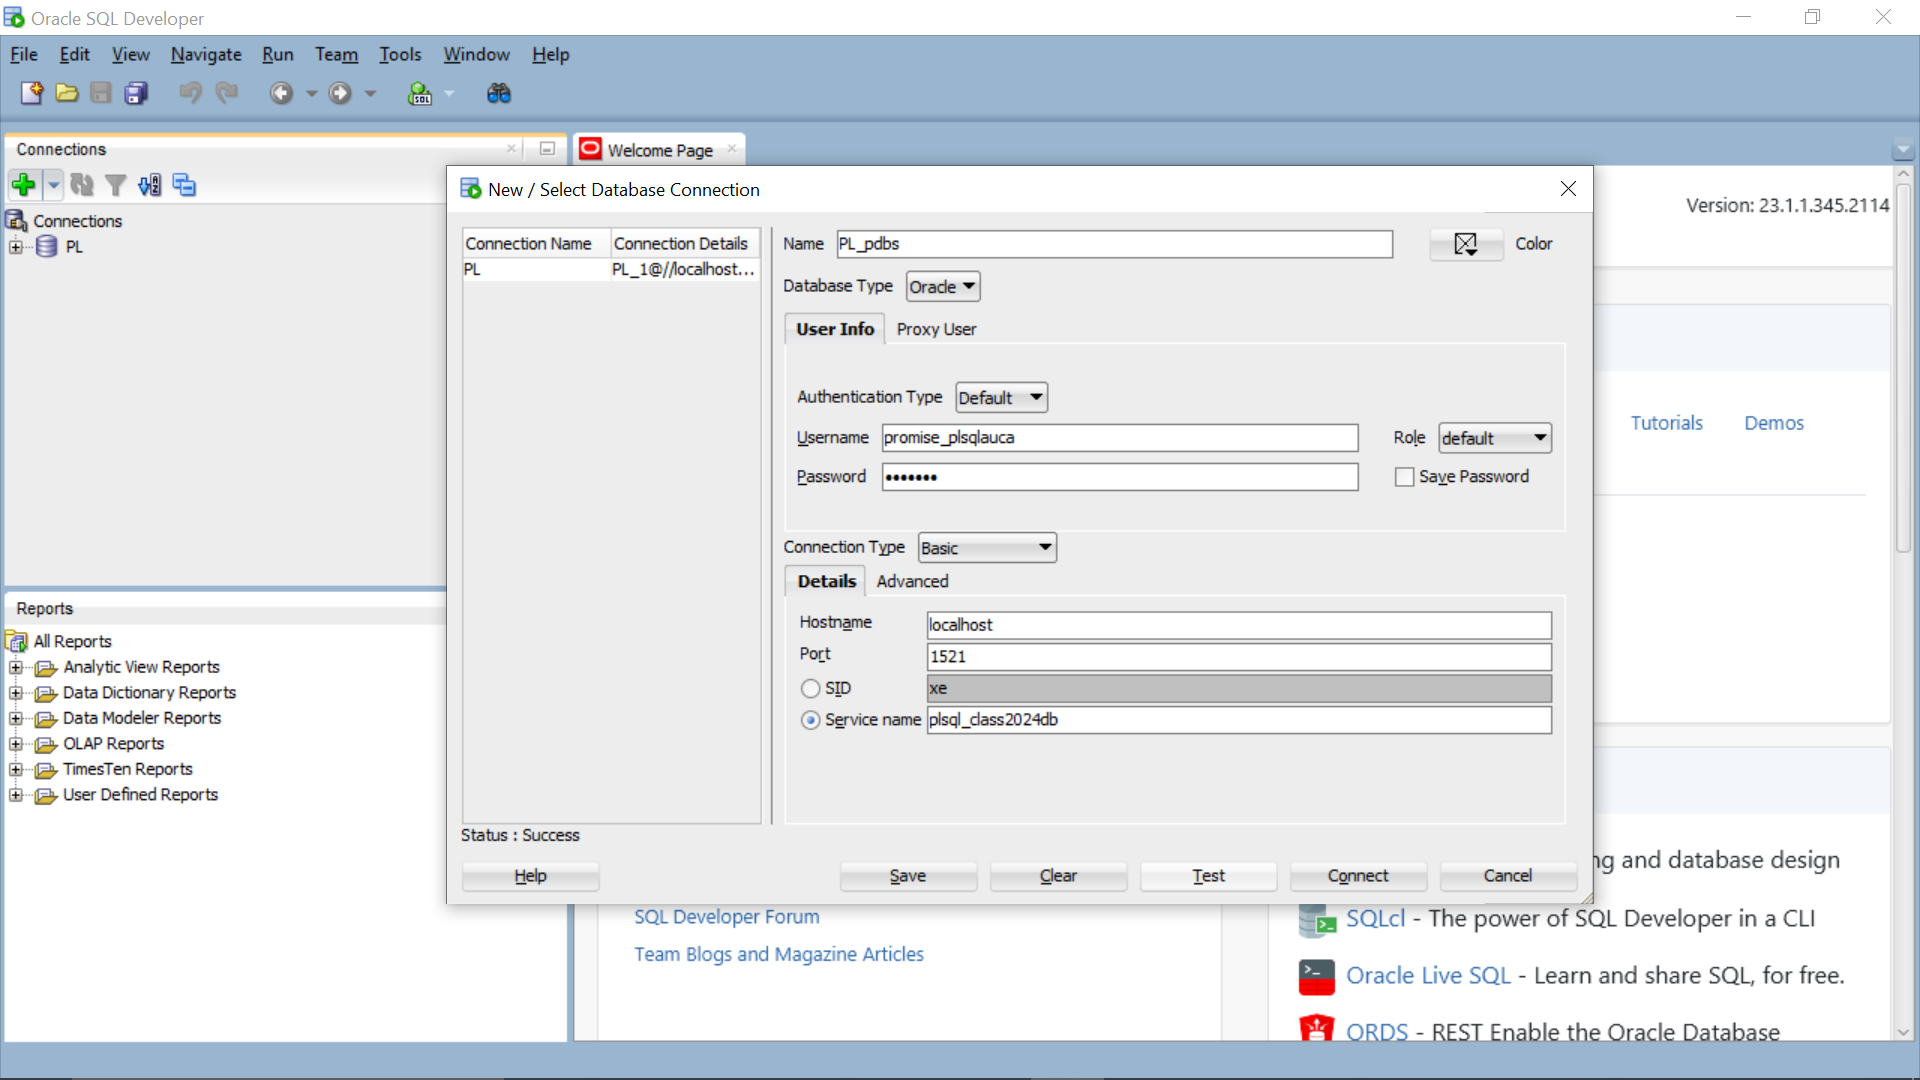 Oracle SQL Developer
File Edit View Navigate Run Team Tools Window Help
Connections
Welcome Page
Connections
PL
Version: 23.1.1.345.2114
New / Select Database Connection
Connection Name Connection Details
PL PL_1@//localhost...
Name PL_pdbs Color
Database Type Oracle
User Info Proxy User
Authentication Type Default
Username promise_plsqlauca Role default
Password ••••••• Save Password
Connection Type Basic
Details Advanced
Hostname localhost
Port 1521
SID xe
Service name plsql_class2024db
Status : Success
Help Save Clear Test Connect Cancel
Tutorials Demos
Reports
All Reports
Analytic View Reports
Data Dictionary Reports
Data Modeler Reports
OLAP Reports
TimesTen Reports
User Defined Reports
SQL Developer Forum
Team Blogs and Magazine Articles
and database design
SQLcl - The power of SQL Developer in a CLI
Oracle Live SQL - Learn and share SQL, for free.
ORDS - REST Enable the Oracle Database